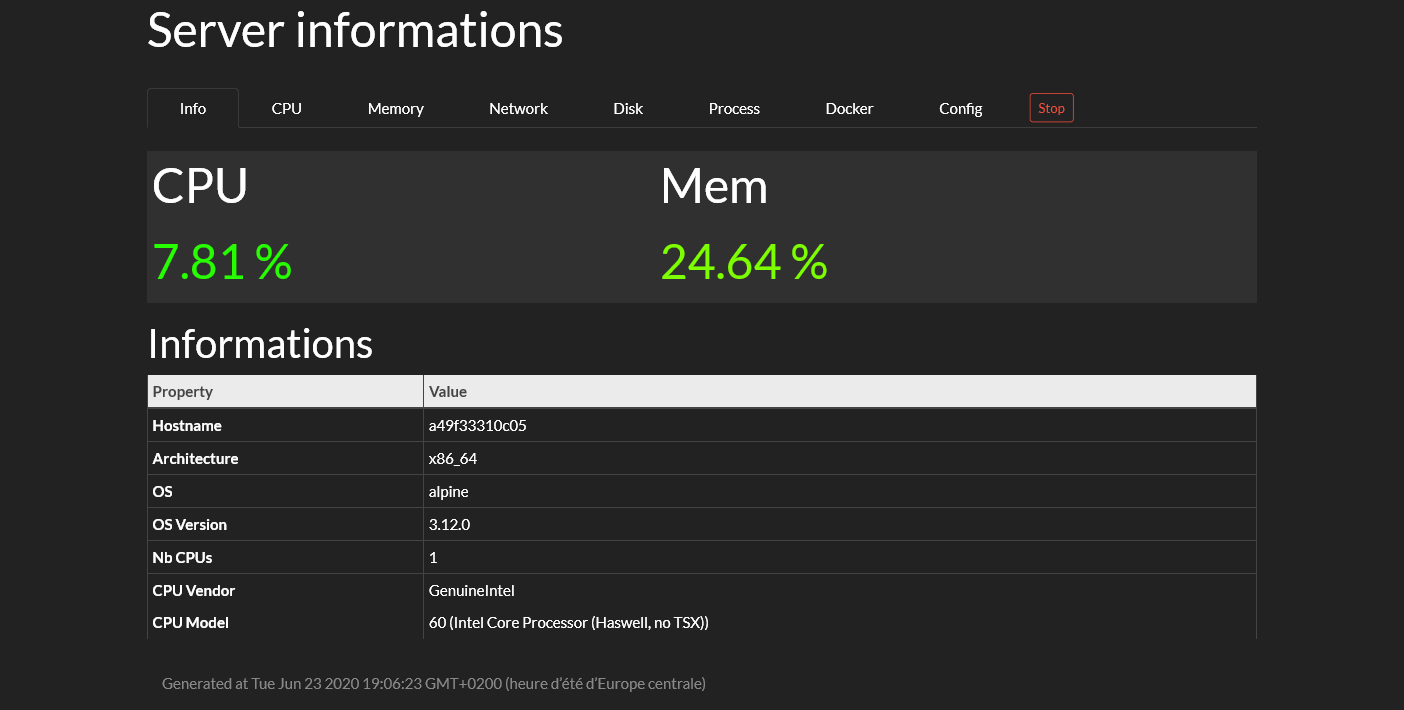 Server informations
Info CPU Memory Network Disk Process Docker Config Stop
CPU Mem
7.81 % 24.64 %
Informations
Property Value
Hostname a49f33310c05
Architecture x86_64
OS alpine
OS Version 3.12.0
Nb CPUs 1
CPU Vendor GenuineIntel
CPU Model 60 (Intel Core Processor (Haswell, no TSX))
Generated at Tue Jun 23 2020 19:06:23 GMT+0200 (heure d’été d’Europe centrale)